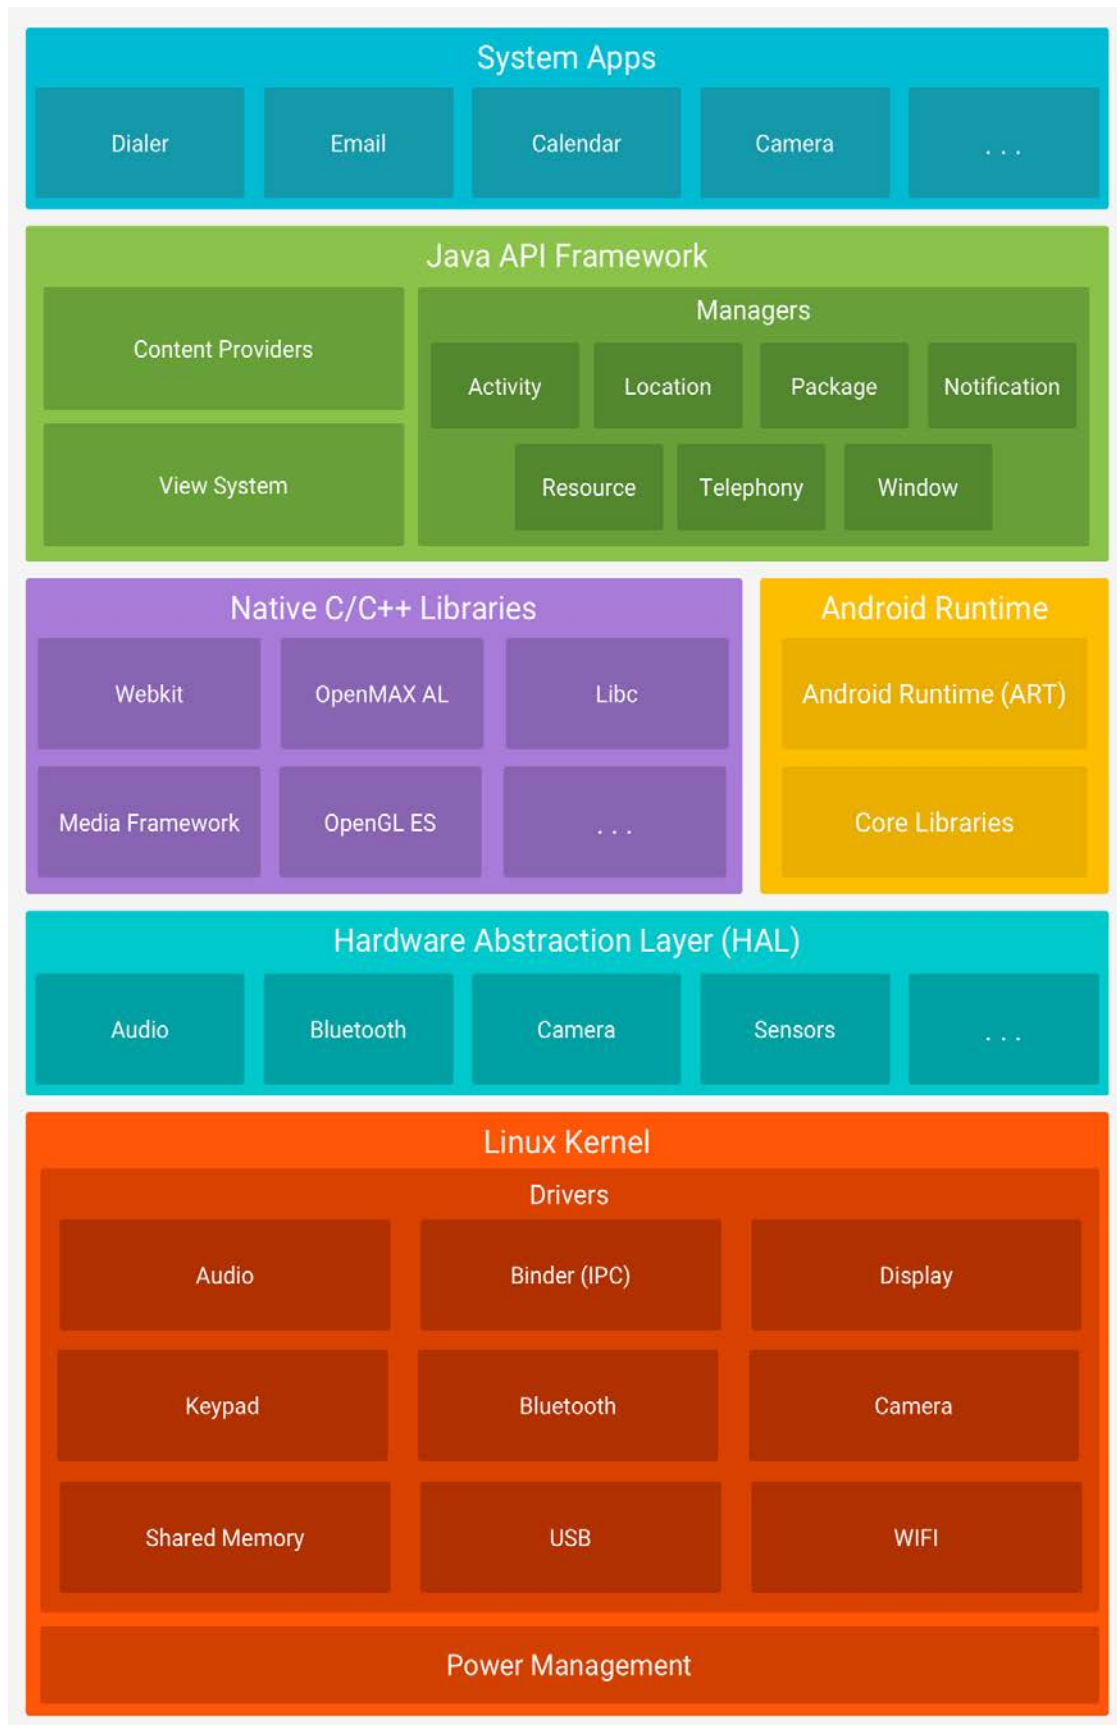 System Apps
Dialer
Email
Calendar
Camera
. . .
Java API Framework
Content Providers
View System
Managers
Activity
Location
Package
Notification
Resource
Telephony
Window
Native C/C++ Libraries
Webkit
OpenMAX AL
Libc
Media Framework
OpenGL ES
. . .
Android Runtime
Android Runtime (ART)
Core Libraries
Hardware Abstraction Layer (HAL)
Audio
Bluetooth
Camera
Sensors
. . .
Linux Kernel
Drivers
Audio
Binder (IPC)
Display
Keypad
Bluetooth
Camera
Shared Memory
USB
WIFI
Power Management